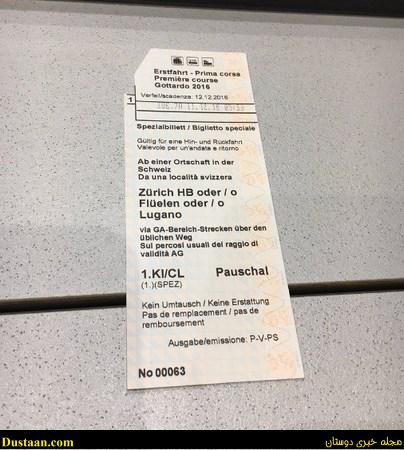 Erstfahrt - Prima corsa
Première course
Gottardo 2016
Verfall/scadenza: 12.12.2016
1
Spezialbillett / Biglietto speciale
Gültig für eine Hin- und Rückfahrt
Valevole per un'andata e ritorno
Ab einer Ortschaft in der
Schweiz
Da una località svizzera
Zürich HB oder / o
Flüelen oder / o
Lugano
via GA-Bereich-Strecken über den
üblichen Weg
Sui percosi usuali del raggio di
validità AG
1.Kl/CL Pauschal
(1.)(SPEZ)
Kein Umtausch / Keine Erstattung
Pas de remplacement / pas de
remboursement
Ausgabe/emissione: P-V-PS
No 00063
Dustaan.com
مجله خبری دوستان